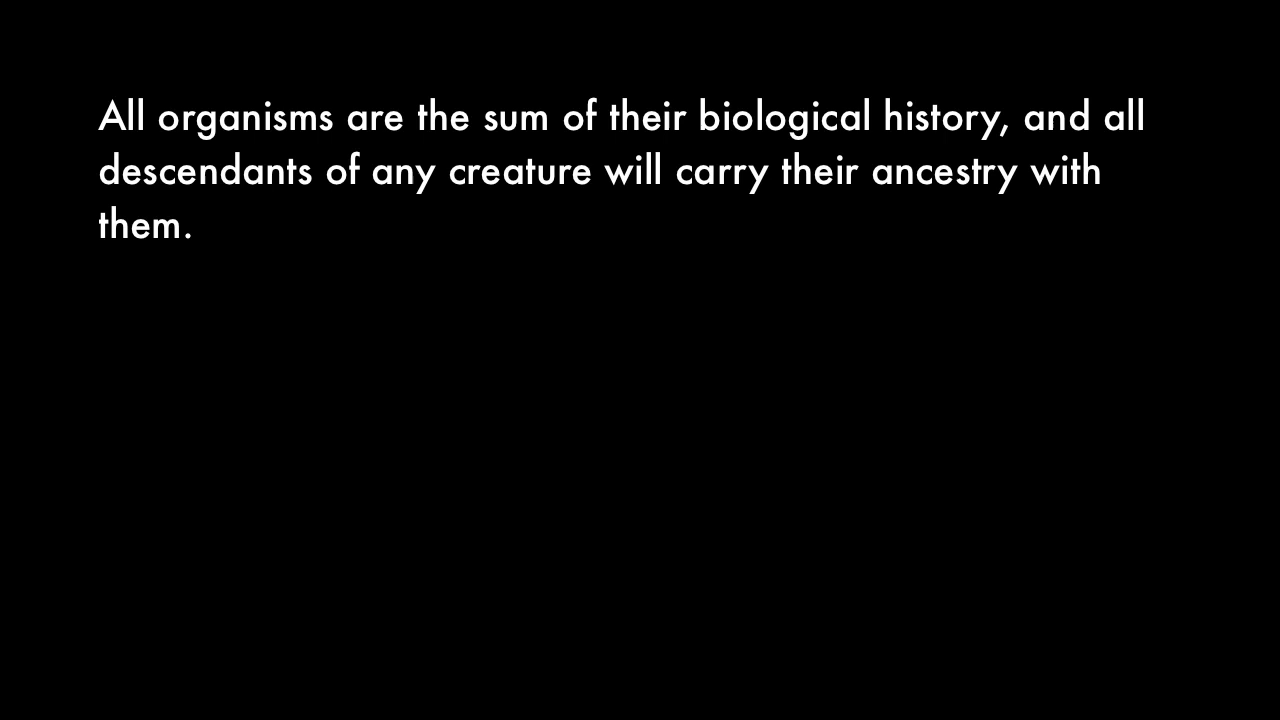 All organisms are the sum of their biological history, and all
descendants of any creature will carry their ancestry with
them.